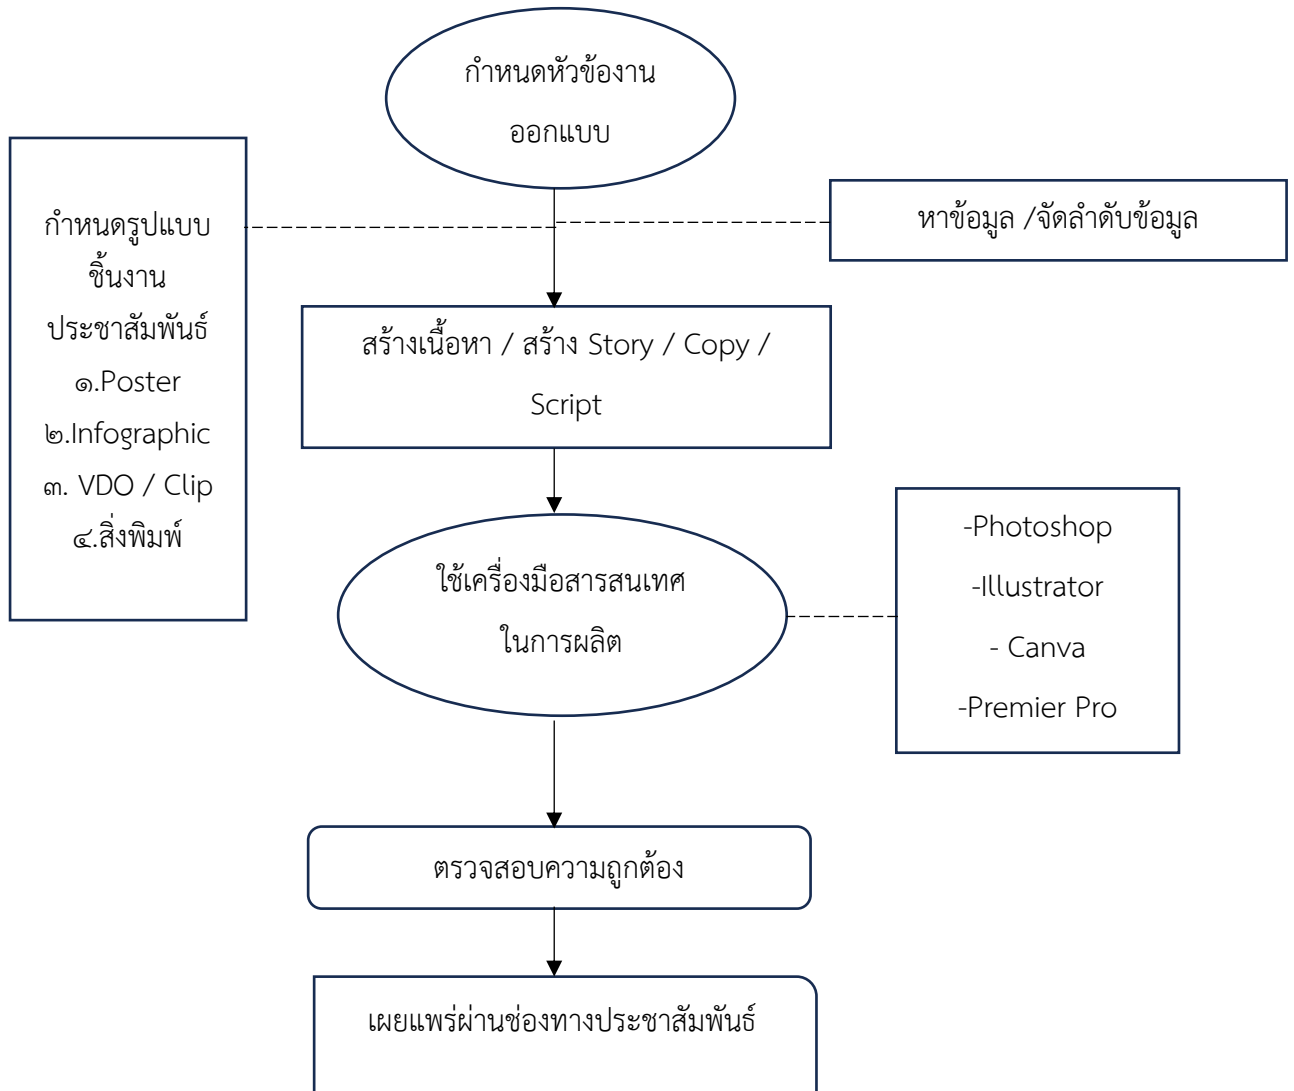 กำหนดหัวข้องาน
ออกแบบ
กำหนดรูปแบบ
ชิ้นงาน
ประชาสัมพันธ์
๑.Poster
๒.Infographic
๓. VDO / Clip
๔.สิ่งพิมพ์
หาข้อมูล /จัดลำดับข้อมูล
สร้างเนื้อหา / สร้าง Story / Copy /
Script
ใช้เครื่องมือสารสนเทศ
ในการผลิต
-Photoshop
-Illustrator
- Canva
-Premier Pro
ตรวจสอบความถูกต้อง
เผยแพร่ผ่านช่องทางประชาสัมพันธ์